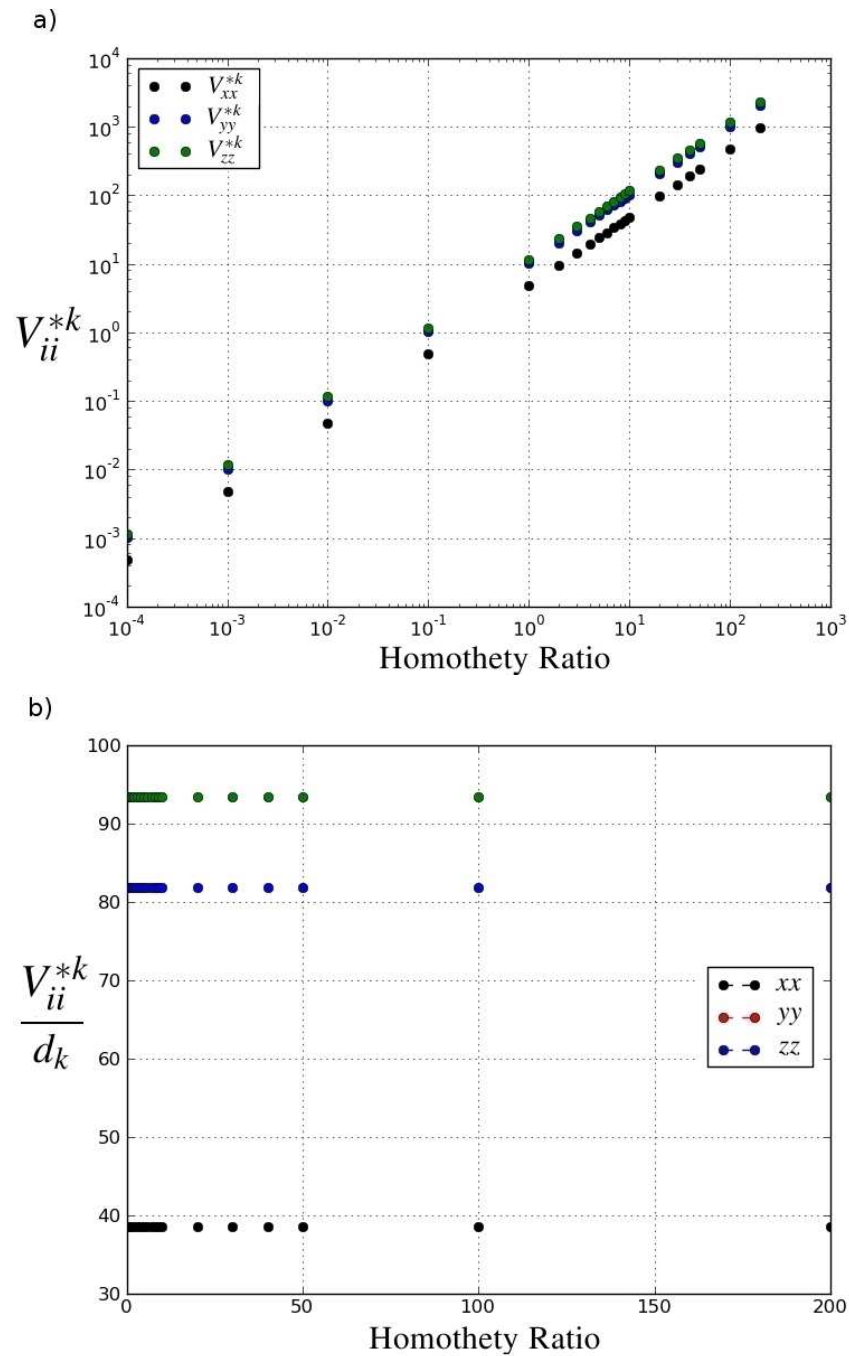 a)
10^4
10^3
10^2
10^1
10^0
10^-1
10^-2
10^-3
10^-4
V_{xx}^{*k}
V_{yy}^{*k}
V_{zz}^{*k}
V_{ii}^{*k}
10^-4 10^-3 10^-2 10^-1 10^0 10^1 10^2 10^3
Homothety Ratio
b)
100
90
80
70
60
50
40
30
V_{ii}^{*k}
d_k
xx
yy
zz
0 50 100 150 200
Homothety Ratio